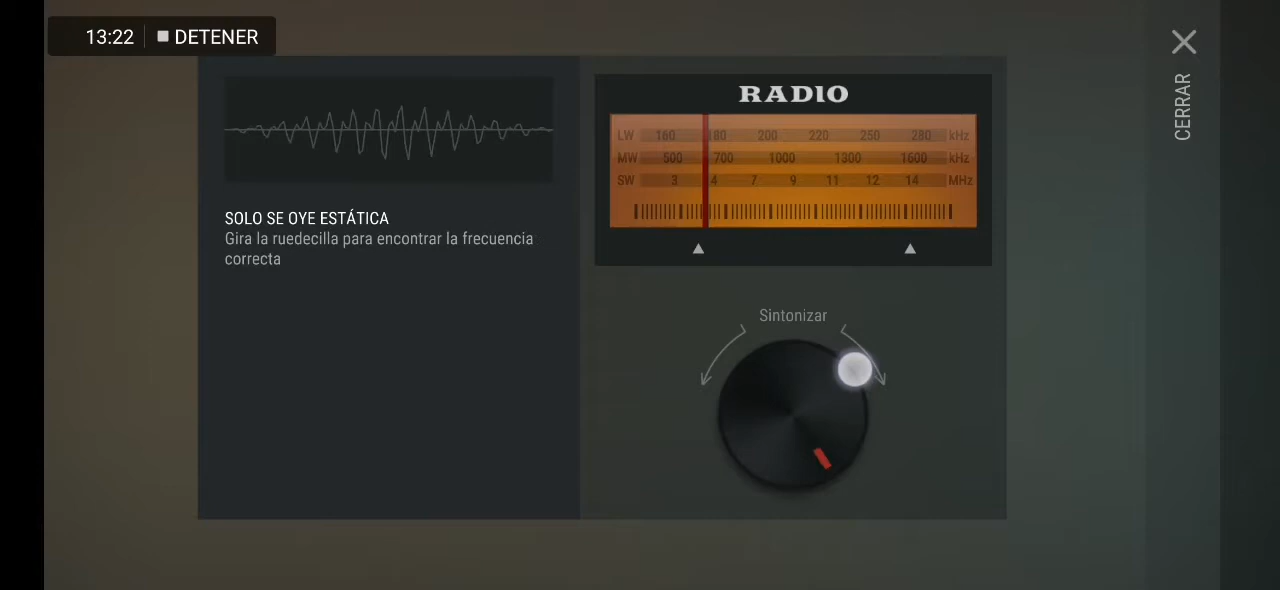 13:22 DETENER
CERRAR
RADIO
LW 160 180 200 220 250 280 kHz
MW 500 700 1000 1300 1600 kHz
SW 3 4 7 9 11 12 14 MHz
SOLO SE OYE ESTÁTICA
Gira la ruedecilla para encontrar la frecuencia
correcta
Sintonizar